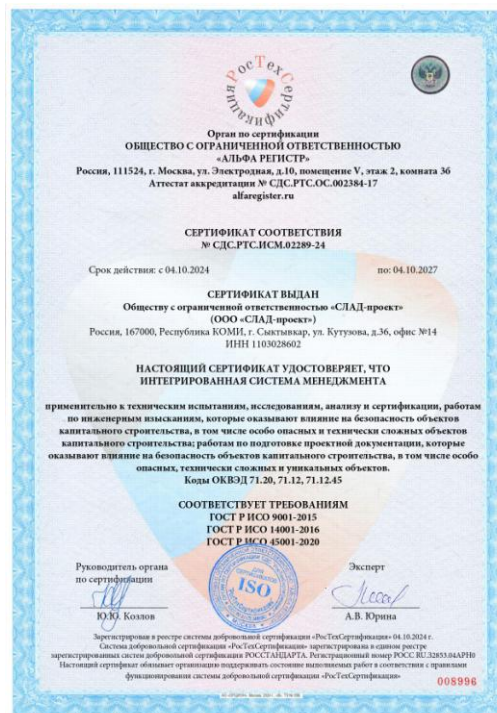 РосТехСертификация
Орган по сертификации
ОБЩЕСТВО С ОГРАНИЧЕННОЙ ОТВЕТСТВЕННОСТЬЮ
«АЛЬФА РЕГИСТР»
Россия, 111524, г. Москва, ул. Электродная, д.10, помещение V, этаж 2, комната 36
Аттестат аккредитации № СДС.РТС.ОС.002384-17
alfaregister.ru
СЕРТИФИКАТ СООТВЕТСТВИЯ
№ СДС.РТС.ИСМ.02289-24
Срок действия: с 04.10.2024 по: 04.10.2027
СЕРТИФИКАТ ВЫДАН
Обществу с ограниченной ответственностью «СЛАД-проект»
(ООО «СЛАД-проект»)
Россия, 167000, Республика КОМИ, г. Сыктывкар, ул. Кутузова, д.36, офис №14
ИНН 1103028602
НАСТОЯЩИЙ СЕРТИФИКАТ УДОСТОВЕРЯЕТ, ЧТО
ИНТЕГРИРОВАННАЯ СИСТЕМА МЕНЕДЖМЕНТА
применительно к техническим испытаниям, исследованиям, анализу и сертификации, работам
по инженерным изысканиям, которые оказывают влияние на безопасность объектов
капитального строительства, в том числе особо опасных и технически сложных объектов
капитального строительства; работам по подготовке проектной документации, которые
оказывают влияние на безопасность объектов капитального строительства, в том числе особо
опасных, технически сложных и уникальных объектов.
Коды ОКВЭД 71.20, 71.12, 71.12.45
СООТВЕТСТВУЕТ ТРЕБОВАНИЯМ
ГОСТ Р ИСО 9001-2015
ГОСТ Р ИСО 14001-2016
ГОСТ Р ИСО 45001-2020
Руководитель органа
по сертификации
Ю.Ю. Козлов
ДЛЯ СЕРТИФИКАТОВ
ISO
Эксперт
А.В. Юрина
Зарегистрирован в реестре системы добровольной сертификации «РосТехСертификация» 04.10.2024 г.
Система добровольной сертификации «РосТехСертификация» зарегистрирована в едином реестре
зарегистрированных систем добровольной сертификации РОССТАНДАРТА. Регистрационный номер РОСС RU.32853.04АРН0
Настоящий сертификат обязывает организацию поддерживать состояние выполняемых работ в соответствии с правилами
функционирования системы добровольной сертификации «РосТехСертификация»
008996